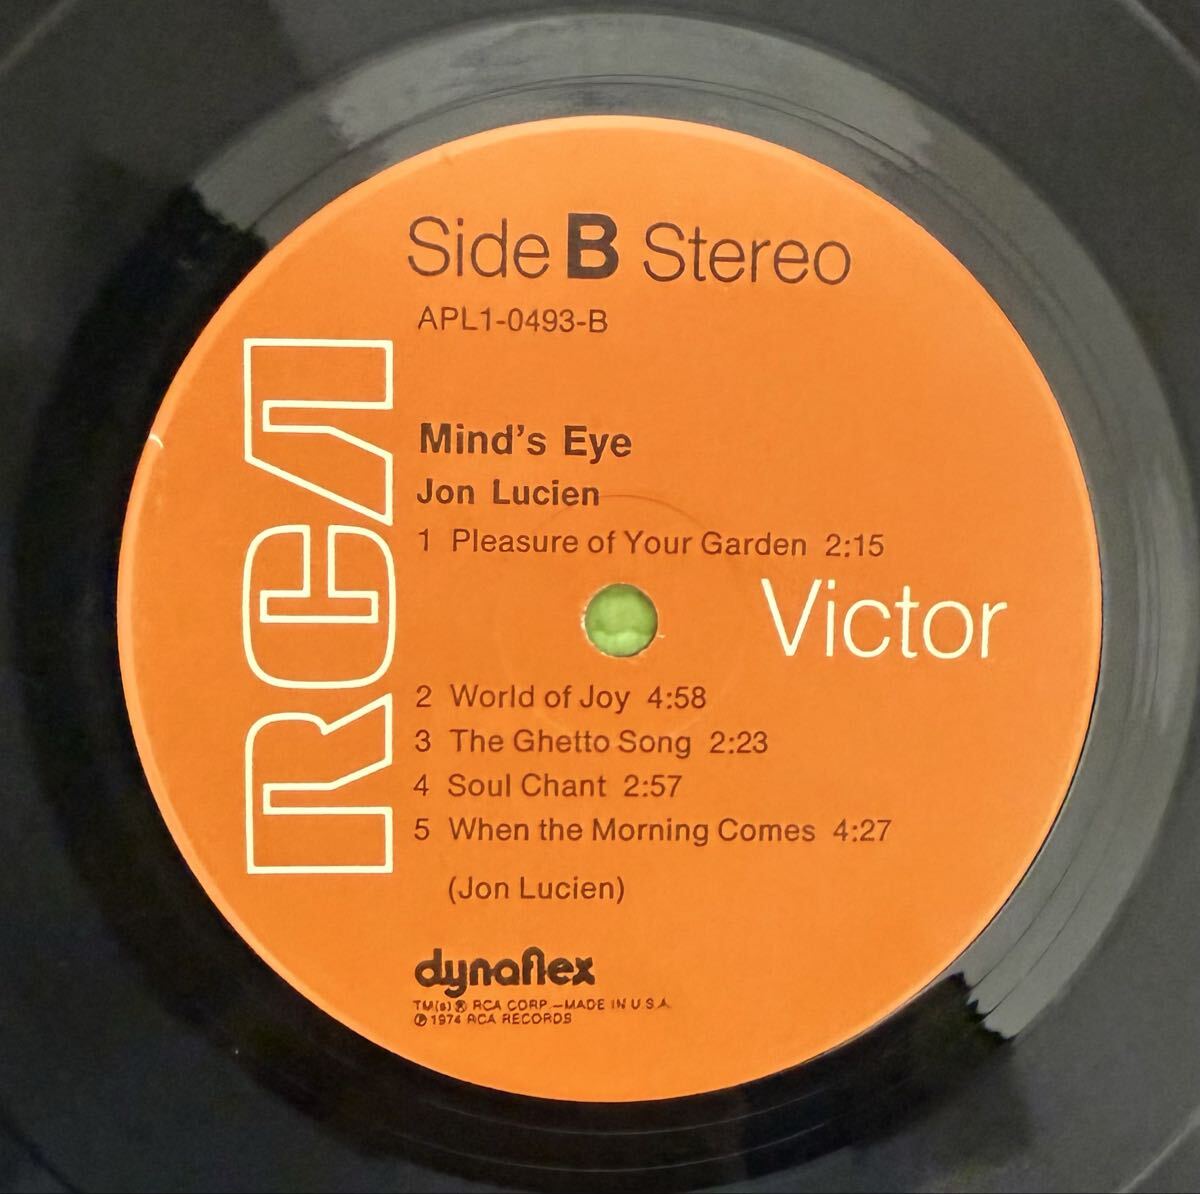 Side B Stereo
APL1-0493-B
RCA
Mind's Eye
Jon Lucien
1 Pleasure of Your Garden 2:15
Victor
2 World of Joy 4:58
3 The Ghetto Song 2:23
4 Soul Chant 2:57
5 When the Morning Comes 4:27
(Jon Lucien)
dynaflex
TM(s) ® RCA CORP.—MADE IN U.S.A.
℗ 1974 RCA RECORDS